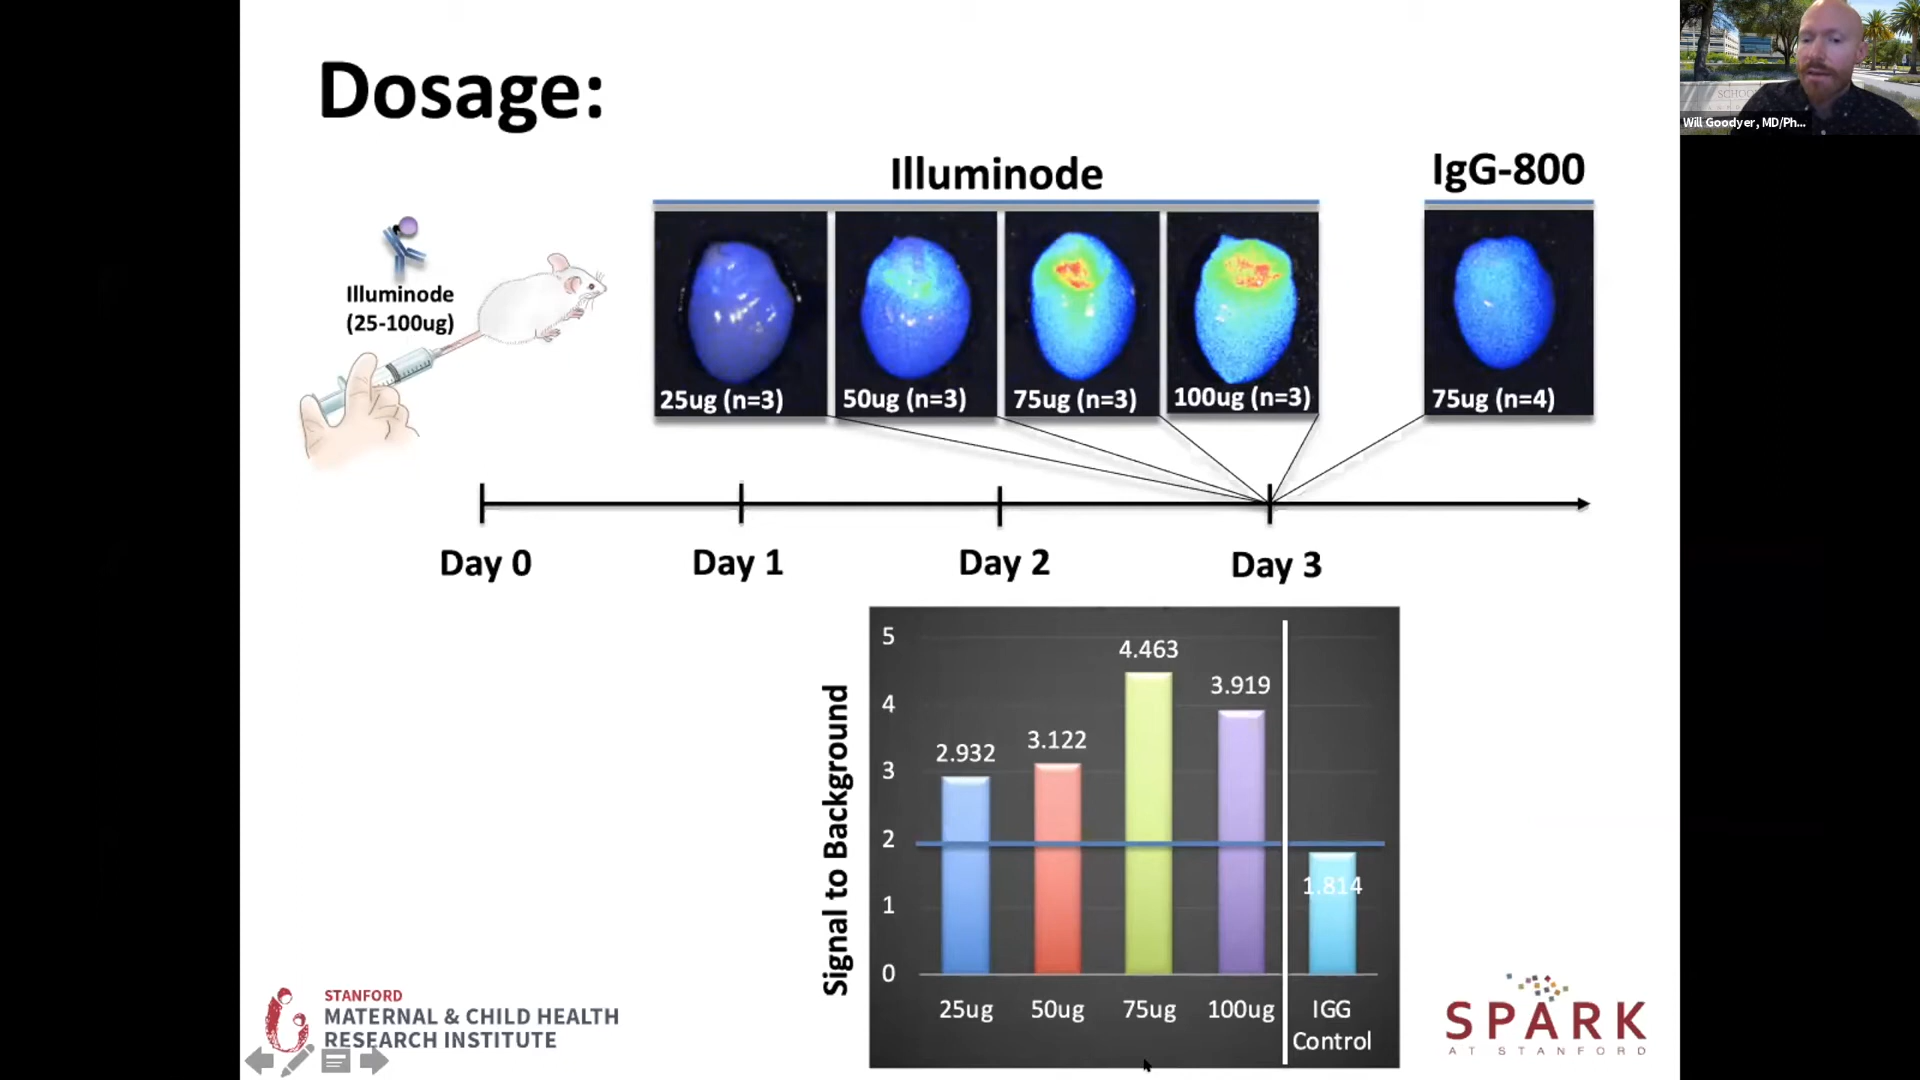 Dosage:
Illuminode
IgG-800
Illuminode
(25-100ug)
25ug (n=3)
50ug (n=3)
75ug (n=3)
100ug (n=3)
75ug (n=4)
Day 0
Day 1
Day 2
Day 3
Signal to Background
5
4
3
2
1
0
2.932
3.122
4.463
3.919
1.814
25ug
50ug
75ug
100ug
IGG
Control
STANFORD
MATERNAL & CHILD HEALTH
RESEARCH INSTITUTE
SPARK
AT STANFORD
SCHOO
Will Goodyer, MD/Ph...